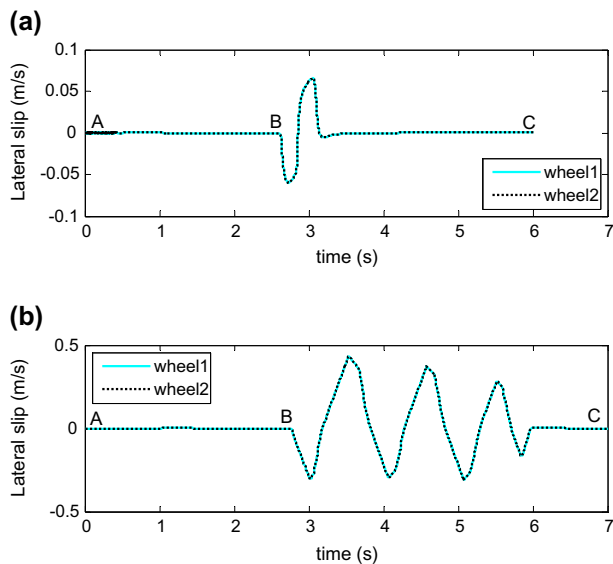 (a)
Lateral slip (m/s)
0.1
0.05
0
-0.05
-0.1
A
B
C
wheel1
wheel2
0 1 2 3 4 5 6 7
time (s)
(b)
Lateral slip (m/s)
0.5
0
-0.5
wheel1
wheel2
A
B
C
0 1 2 3 4 5 6 7
time (s)